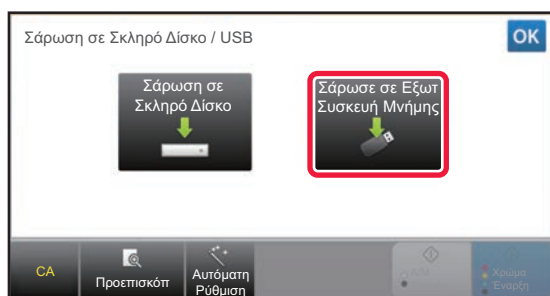 Σάρωση σε Σκληρό Δίσκο / USB
OK
Σάρωση σε
Σκληρό Δίσκο
Σάρωσε σε Εξωτ
Συσκευή Μνήμης
CA
Προεπισκόπ
Αυτόματη
Ρύθμιση
Α/Μ
Χρώμα
Έναρξη